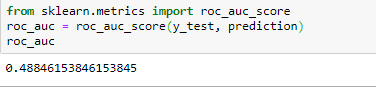 from sklearn.metrics import roc_auc_score
roc_auc = roc_auc_score(y_test, prediction)
roc_auc
0.48846153846153845